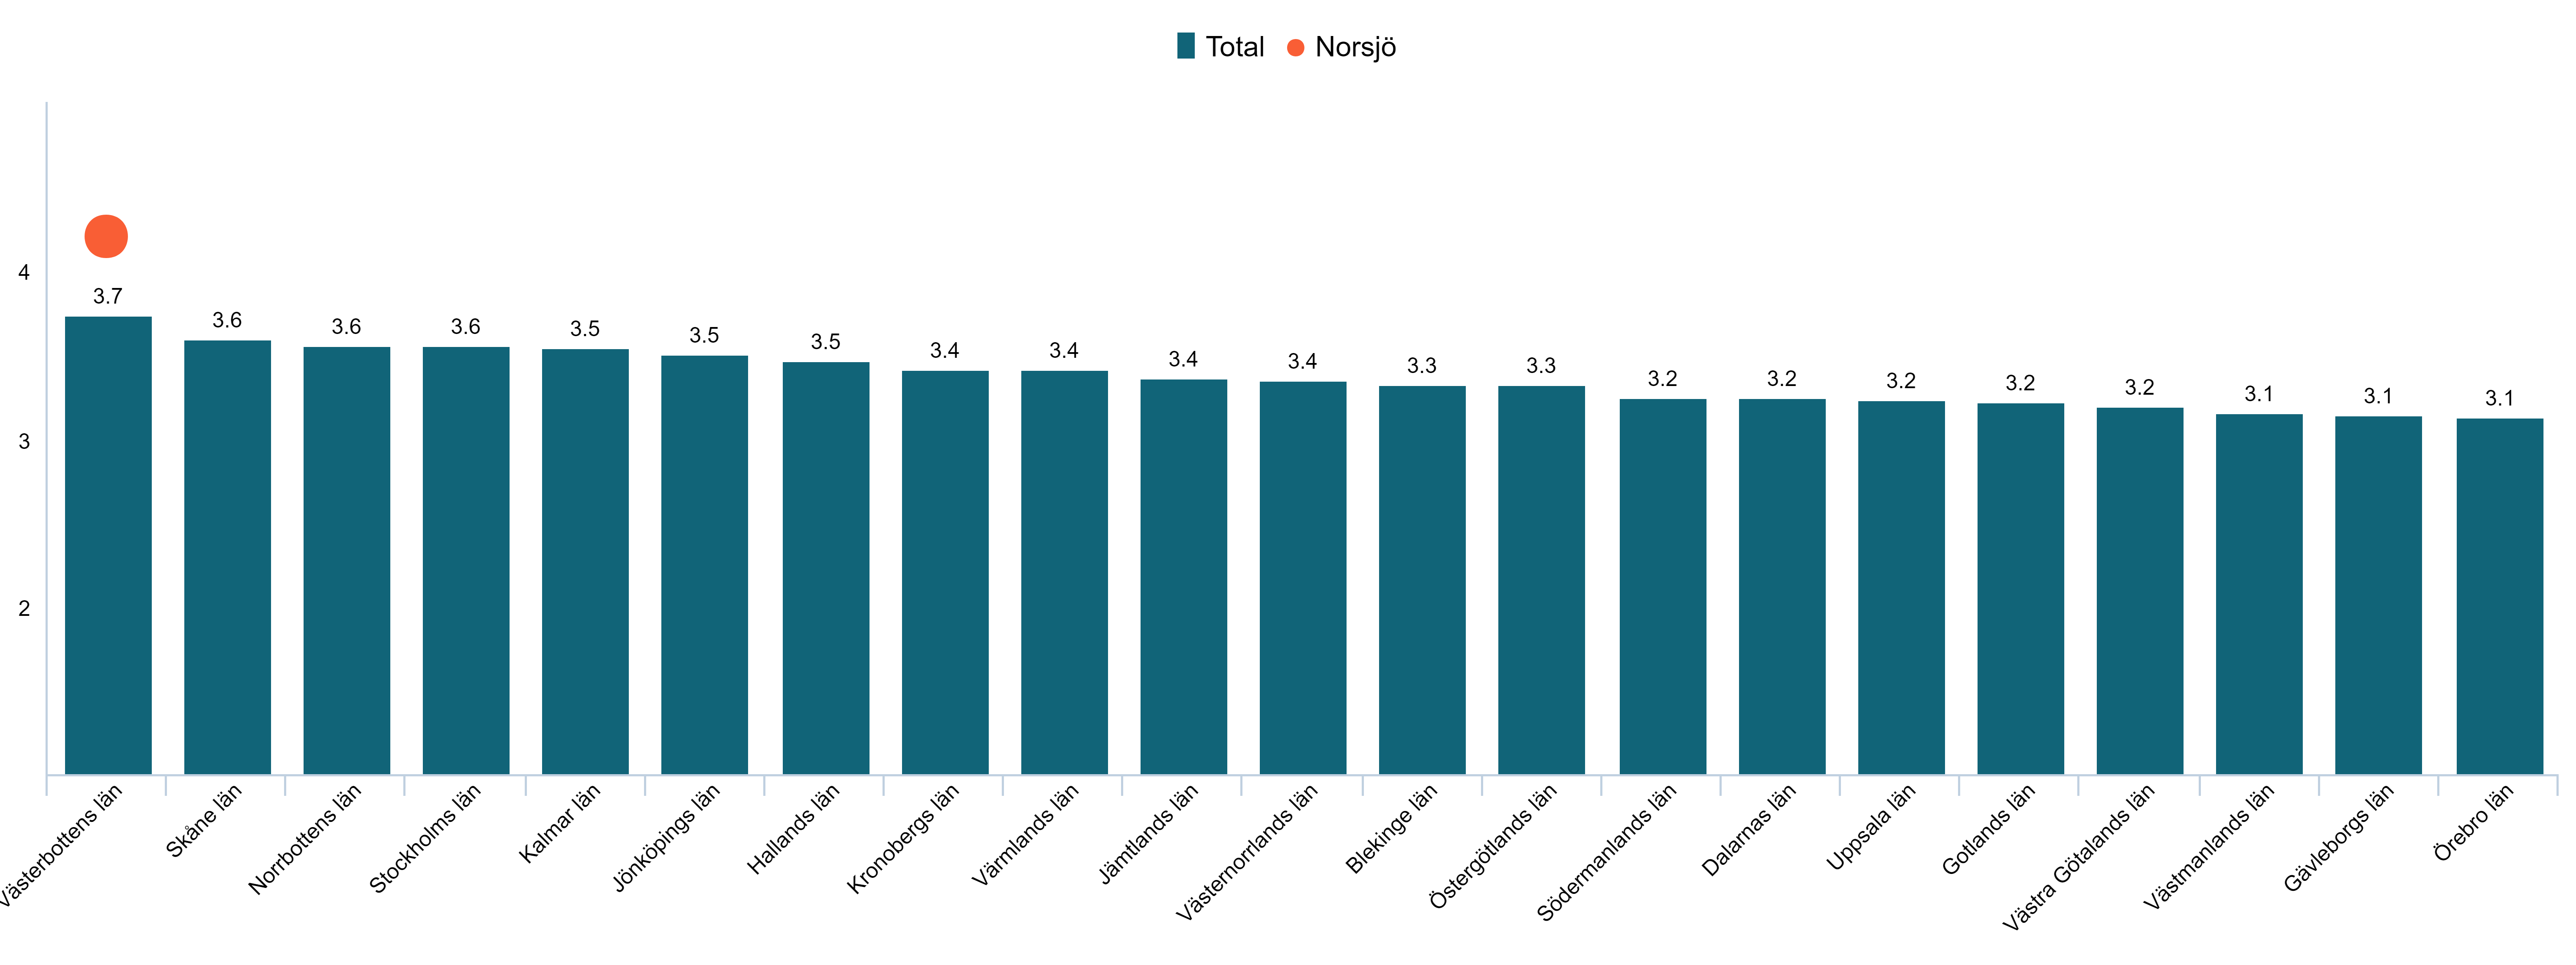 Total Norsjö
4
3
2
3.7
3.6
3.6
3.6
3.5
3.5
3.5
3.4
3.4
3.4
3.4
3.3
3.3
3.2
3.2
3.2
3.2
3.2
3.1
3.1
3.1
Västerbottens län
Skåne län
Norrbottens län
Stockholms län
Kalmar län
Jönköpings län
Hallands län
Kronobergs län
Värmlands län
Jämtlands län
Västernorrlands län
Blekinge län
Östergötlands län
Södermanlands län
Dalarnas län
Uppsala län
Gotlands län
Västra Götalands län
Västmanlands län
Gävleborgs län
Örebro län